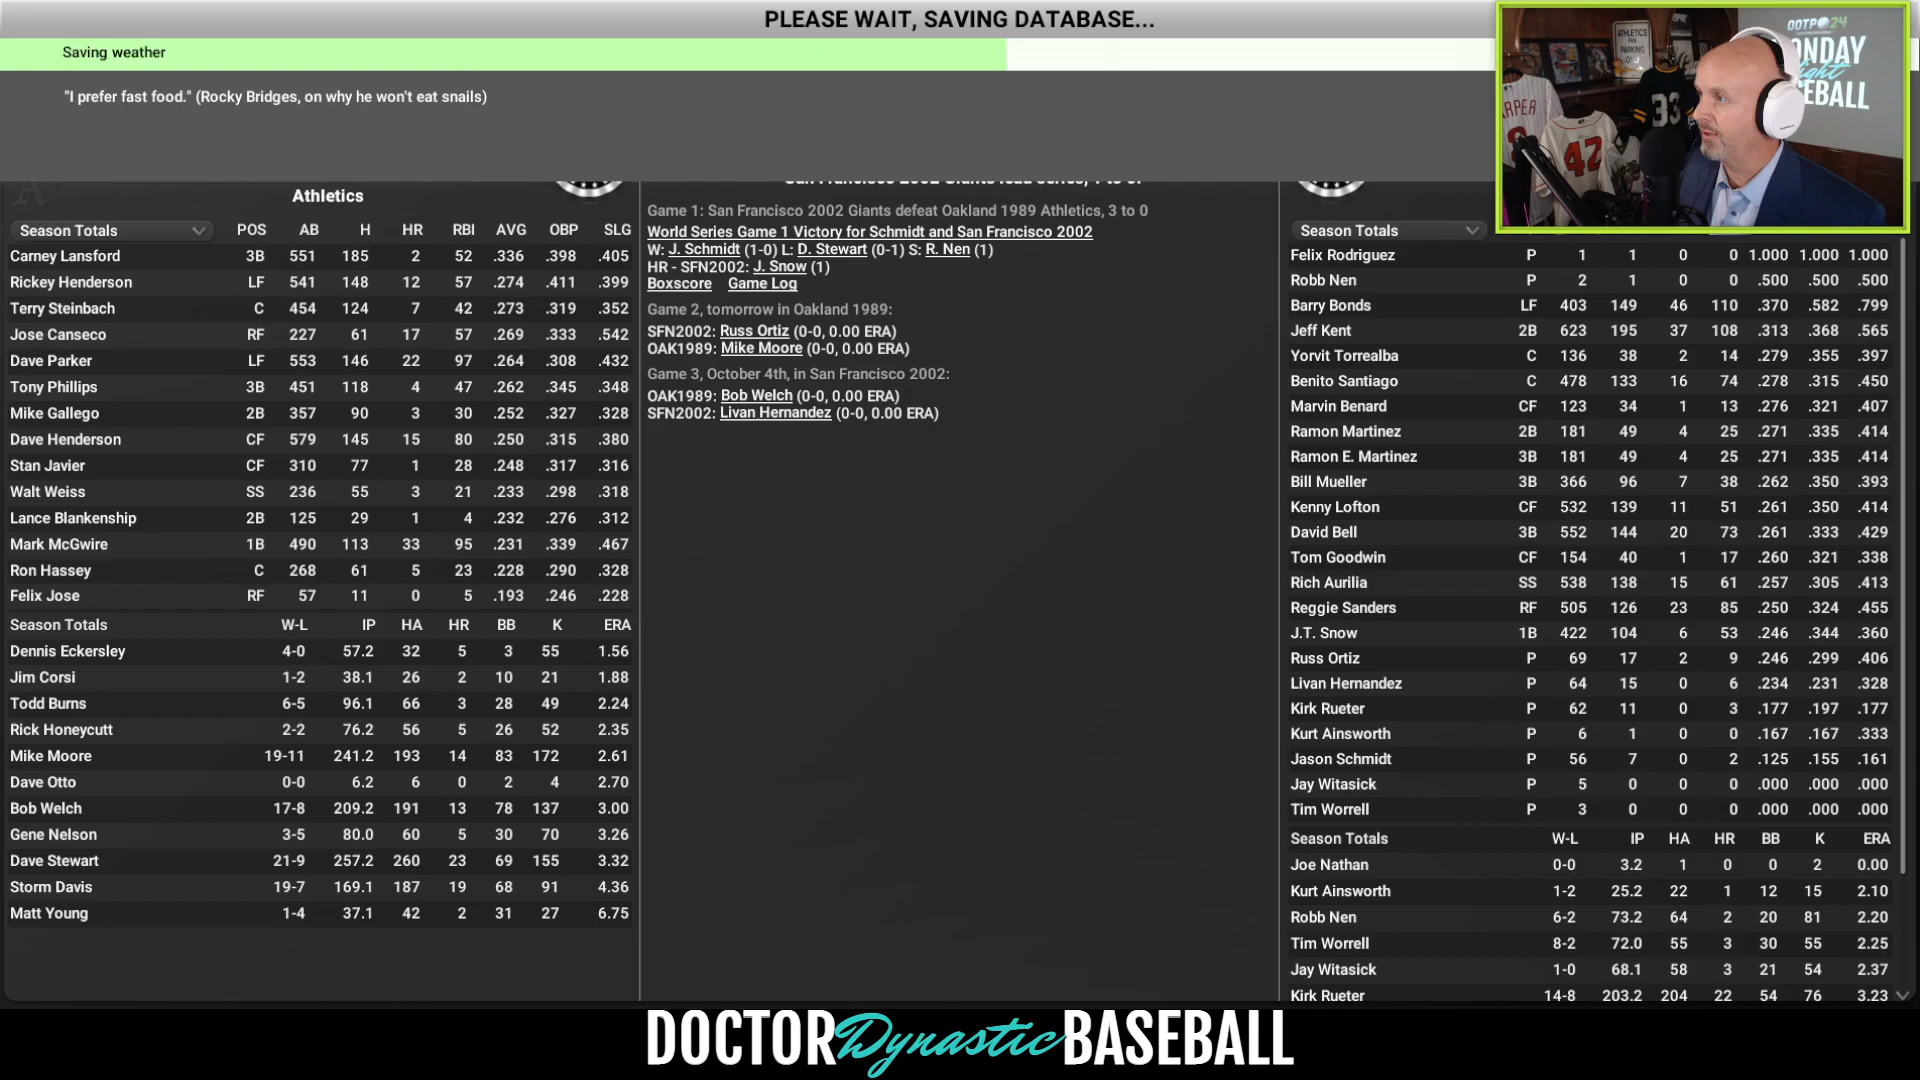 PLEASE WAIT, SAVING DATABASE...
Saving weather
"I prefer fast food." (Rocky Bridges, on why he won't eat snails)
OOTP 24
MONDAY
Night
BASEBALL
ATHLETICS
FAN
PARKING
ONLY
33
42
Athletics
Season Totals POS AB H HR RBI AVG OBP SLG
Carney Lansford 3B 551 185 2 52 .336 .398 .405
Rickey Henderson LF 541 148 12 57 .274 .411 .399
Terry Steinbach C 454 124 7 42 .273 .319 .352
Jose Canseco RF 227 61 17 57 .269 .333 .542
Dave Parker LF 553 146 22 97 .264 .308 .432
Tony Phillips 3B 451 118 4 47 .262 .345 .348
Mike Gallego 2B 357 90 3 30 .252 .327 .328
Dave Henderson CF 579 145 15 80 .250 .315 .380
Stan Javier CF 310 77 1 28 .248 .317 .316
Walt Weiss SS 236 55 3 21 .233 .298 .318
Lance Blankenship 2B 125 29 1 4 .232 .276 .312
Mark McGwire 1B 490 113 33 95 .231 .339 .467
Ron Hassey C 268 61 5 23 .228 .290 .328
Felix Jose RF 57 11 0 5 .193 .246 .228
Season Totals W-L IP HA HR BB K ERA
Dennis Eckersley 4-0 57.2 32 5 3 55 1.56
Jim Corsi 1-2 38.1 26 2 10 21 1.88
Todd Burns 6-5 96.1 66 3 28 49 2.24
Rick Honeycutt 2-2 76.2 56 5 26 52 2.35
Mike Moore 19-11 241.2 193 14 83 172 2.61
Dave Otto 0-0 6.2 6 0 2 4 2.70
Bob Welch 17-8 209.2 191 13 78 137 3.00
Gene Nelson 3-5 80.0 60 5 30 70 3.26
Dave Stewart 21-9 257.2 260 23 69 155 3.32
Storm Davis 19-7 169.1 187 19 68 91 4.36
Matt Young 1-4 37.1 42 2 31 27 6.75
San Francisco 2002 Giants lead series, 1 to 0.
Game 1: San Francisco 2002 Giants defeat Oakland 1989 Athletics, 3 to 0
World Series Game 1 Victory for Schmidt and San Francisco 2002
W: J. Schmidt (1-0) L: D. Stewart (0-1) S: R. Nen (1)
HR - SFN2002: J. Snow (1)
Boxscore Game Log
Game 2, tomorrow in Oakland 1989:
SFN2002: Russ Ortiz (0-0, 0.00 ERA)
OAK1989: Mike Moore (0-0, 0.00 ERA)
Game 3, October 4th, in San Francisco 2002:
OAK1989: Bob Welch (0-0, 0.00 ERA)
SFN2002: Livan Hernandez (0-0, 0.00 ERA)
Season Totals
Felix Rodriguez P 1 1 0 0 1.000 1.000 1.000
Robb Nen P 2 1 0 0 .500 .500 .500
Barry Bonds LF 403 149 46 110 .370 .582 .799
Jeff Kent 2B 623 195 37 108 .313 .368 .565
Yorvit Torrealba C 136 38 2 14 .279 .355 .397
Benito Santiago C 478 133 16 74 .278 .315 .450
Marvin Benard CF 123 34 1 13 .276 .321 .407
Ramon Martinez 2B 181 49 4 25 .271 .335 .414
Ramon E. Martinez 3B 181 49 4 25 .271 .335 .414
Bill Mueller 3B 366 96 7 38 .262 .350 .393
Kenny Lofton CF 532 139 11 51 .261 .350 .414
David Bell 3B 552 144 20 73 .261 .333 .429
Tom Goodwin CF 154 40 1 17 .260 .321 .338
Rich Aurilia SS 538 138 15 61 .257 .305 .413
Reggie Sanders RF 505 126 23 85 .250 .324 .455
J.T. Snow 1B 422 104 6 53 .246 .344 .360
Russ Ortiz P 69 17 2 9 .246 .299 .406
Livan Hernandez P 64 15 0 6 .234 .231 .328
Kirk Rueter P 62 11 0 3 .177 .197 .177
Kurt Ainsworth P 6 1 0 0 .167 .167 .333
Jason Schmidt P 56 7 0 2 .125 .155 .161
Jay Witasick P 5 0 0 0 .000 .000 .000
Tim Worrell P 3 0 0 0 .000 .000 .000
Season Totals W-L IP HA HR BB K ERA
Joe Nathan 0-0 3.2 1 0 0 2 0.00
Kurt Ainsworth 1-2 25.2 22 1 12 15 2.10
Robb Nen 6-2 73.2 64 2 20 81 2.20
Tim Worrell 8-2 72.0 55 3 30 55 2.25
Jay Witasick 1-0 68.1 58 3 21 54 2.37
Kirk Rueter 14-8 203.2 204 22 54 76 3.23
DOCTOR Dynastic BASEBALL